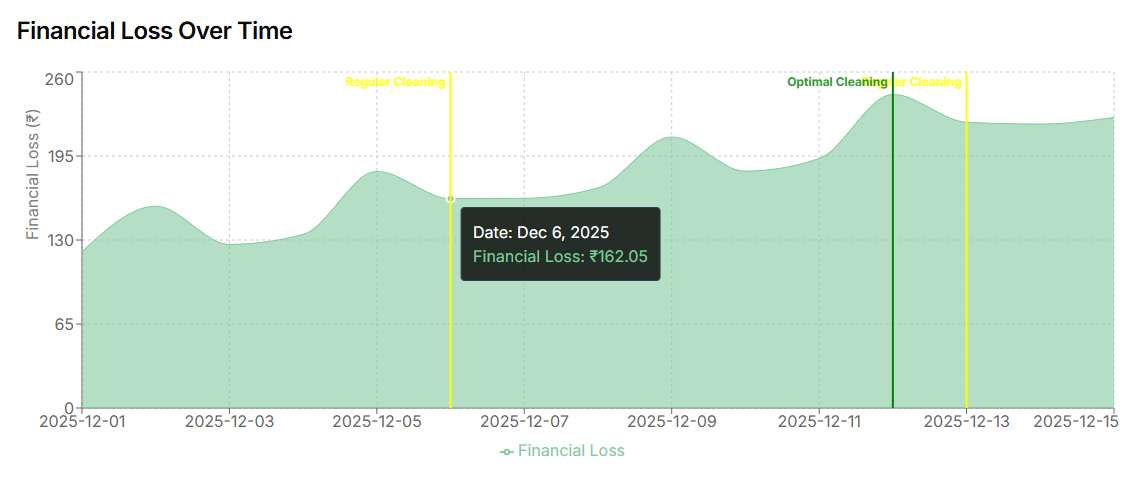 Financial Loss Over Time
Regular Cleaning
Optimal Cleaning
ar Cleaning
Financial Loss (₹)
260
195
130
65
0
Date: Dec 6, 2025
Financial Loss: ₹162.05
2025-12-01
2025-12-03
2025-12-05
2025-12-07
2025-12-09
2025-12-11
2025-12-13
2025-12-15
Financial Loss